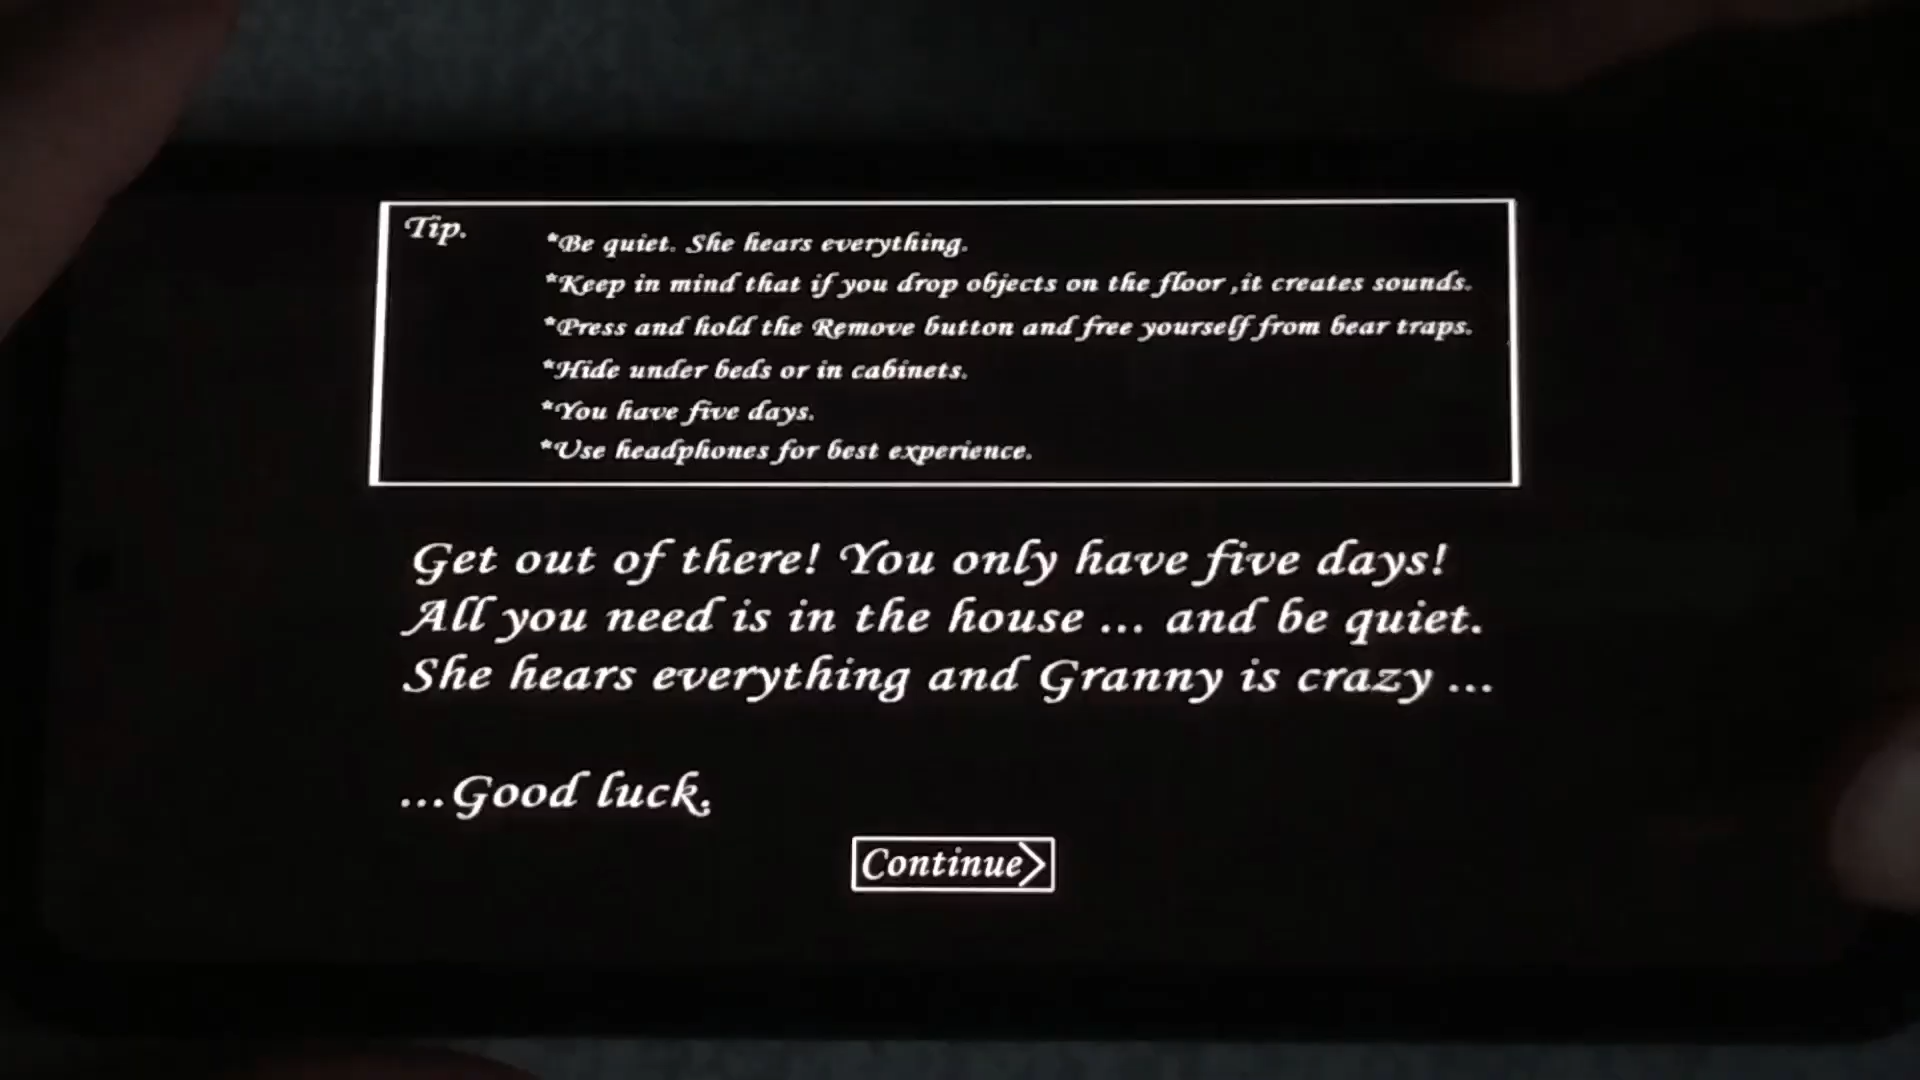 Tip.
*Be quiet. She hears everything.
*Keep in mind that if you drop objects on the floor ,it creates sounds.
*Press and hold the Remove button and free yourself from bear traps.
*Hide under beds or in cabinets.
*You have five days.
*Use headphones for best experience.
Get out of there! You only have five days!
All you need is in the house ... and be quiet.
She hears everything and Granny is crazy ...
...Good luck.
Continue>